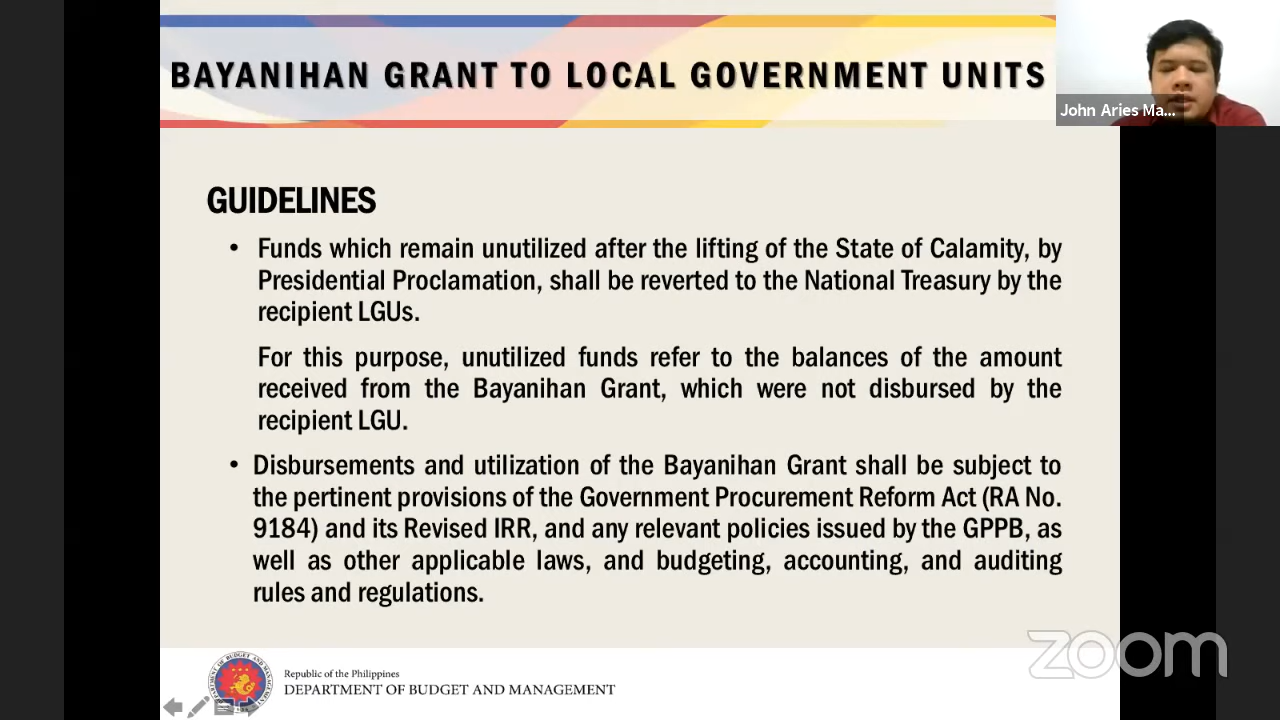 BAYANIHAN GRANT TO LOCAL GOVERNMENT UNITS
John Aries Ma...
GUIDELINES
• Funds which remain unutilized after the lifting of the State of Calamity, by
Presidential Proclamation, shall be reverted to the National Treasury by the
recipient LGUs.
For this purpose, unutilized funds refer to the balances of the amount
received from the Bayanihan Grant, which were not disbursed by the
recipient LGU.
• Disbursements and utilization of the Bayanihan Grant shall be subject to
the pertinent provisions of the Government Procurement Reform Act (RA No.
9184) and its Revised IRR, and any relevant policies issued by the GPPB, as
well as other applicable laws, and budgeting, accounting, and auditing
rules and regulations.
zoom
Republic of the Philippines
DEPARTMENT OF BUDGET AND MANAGEMENT